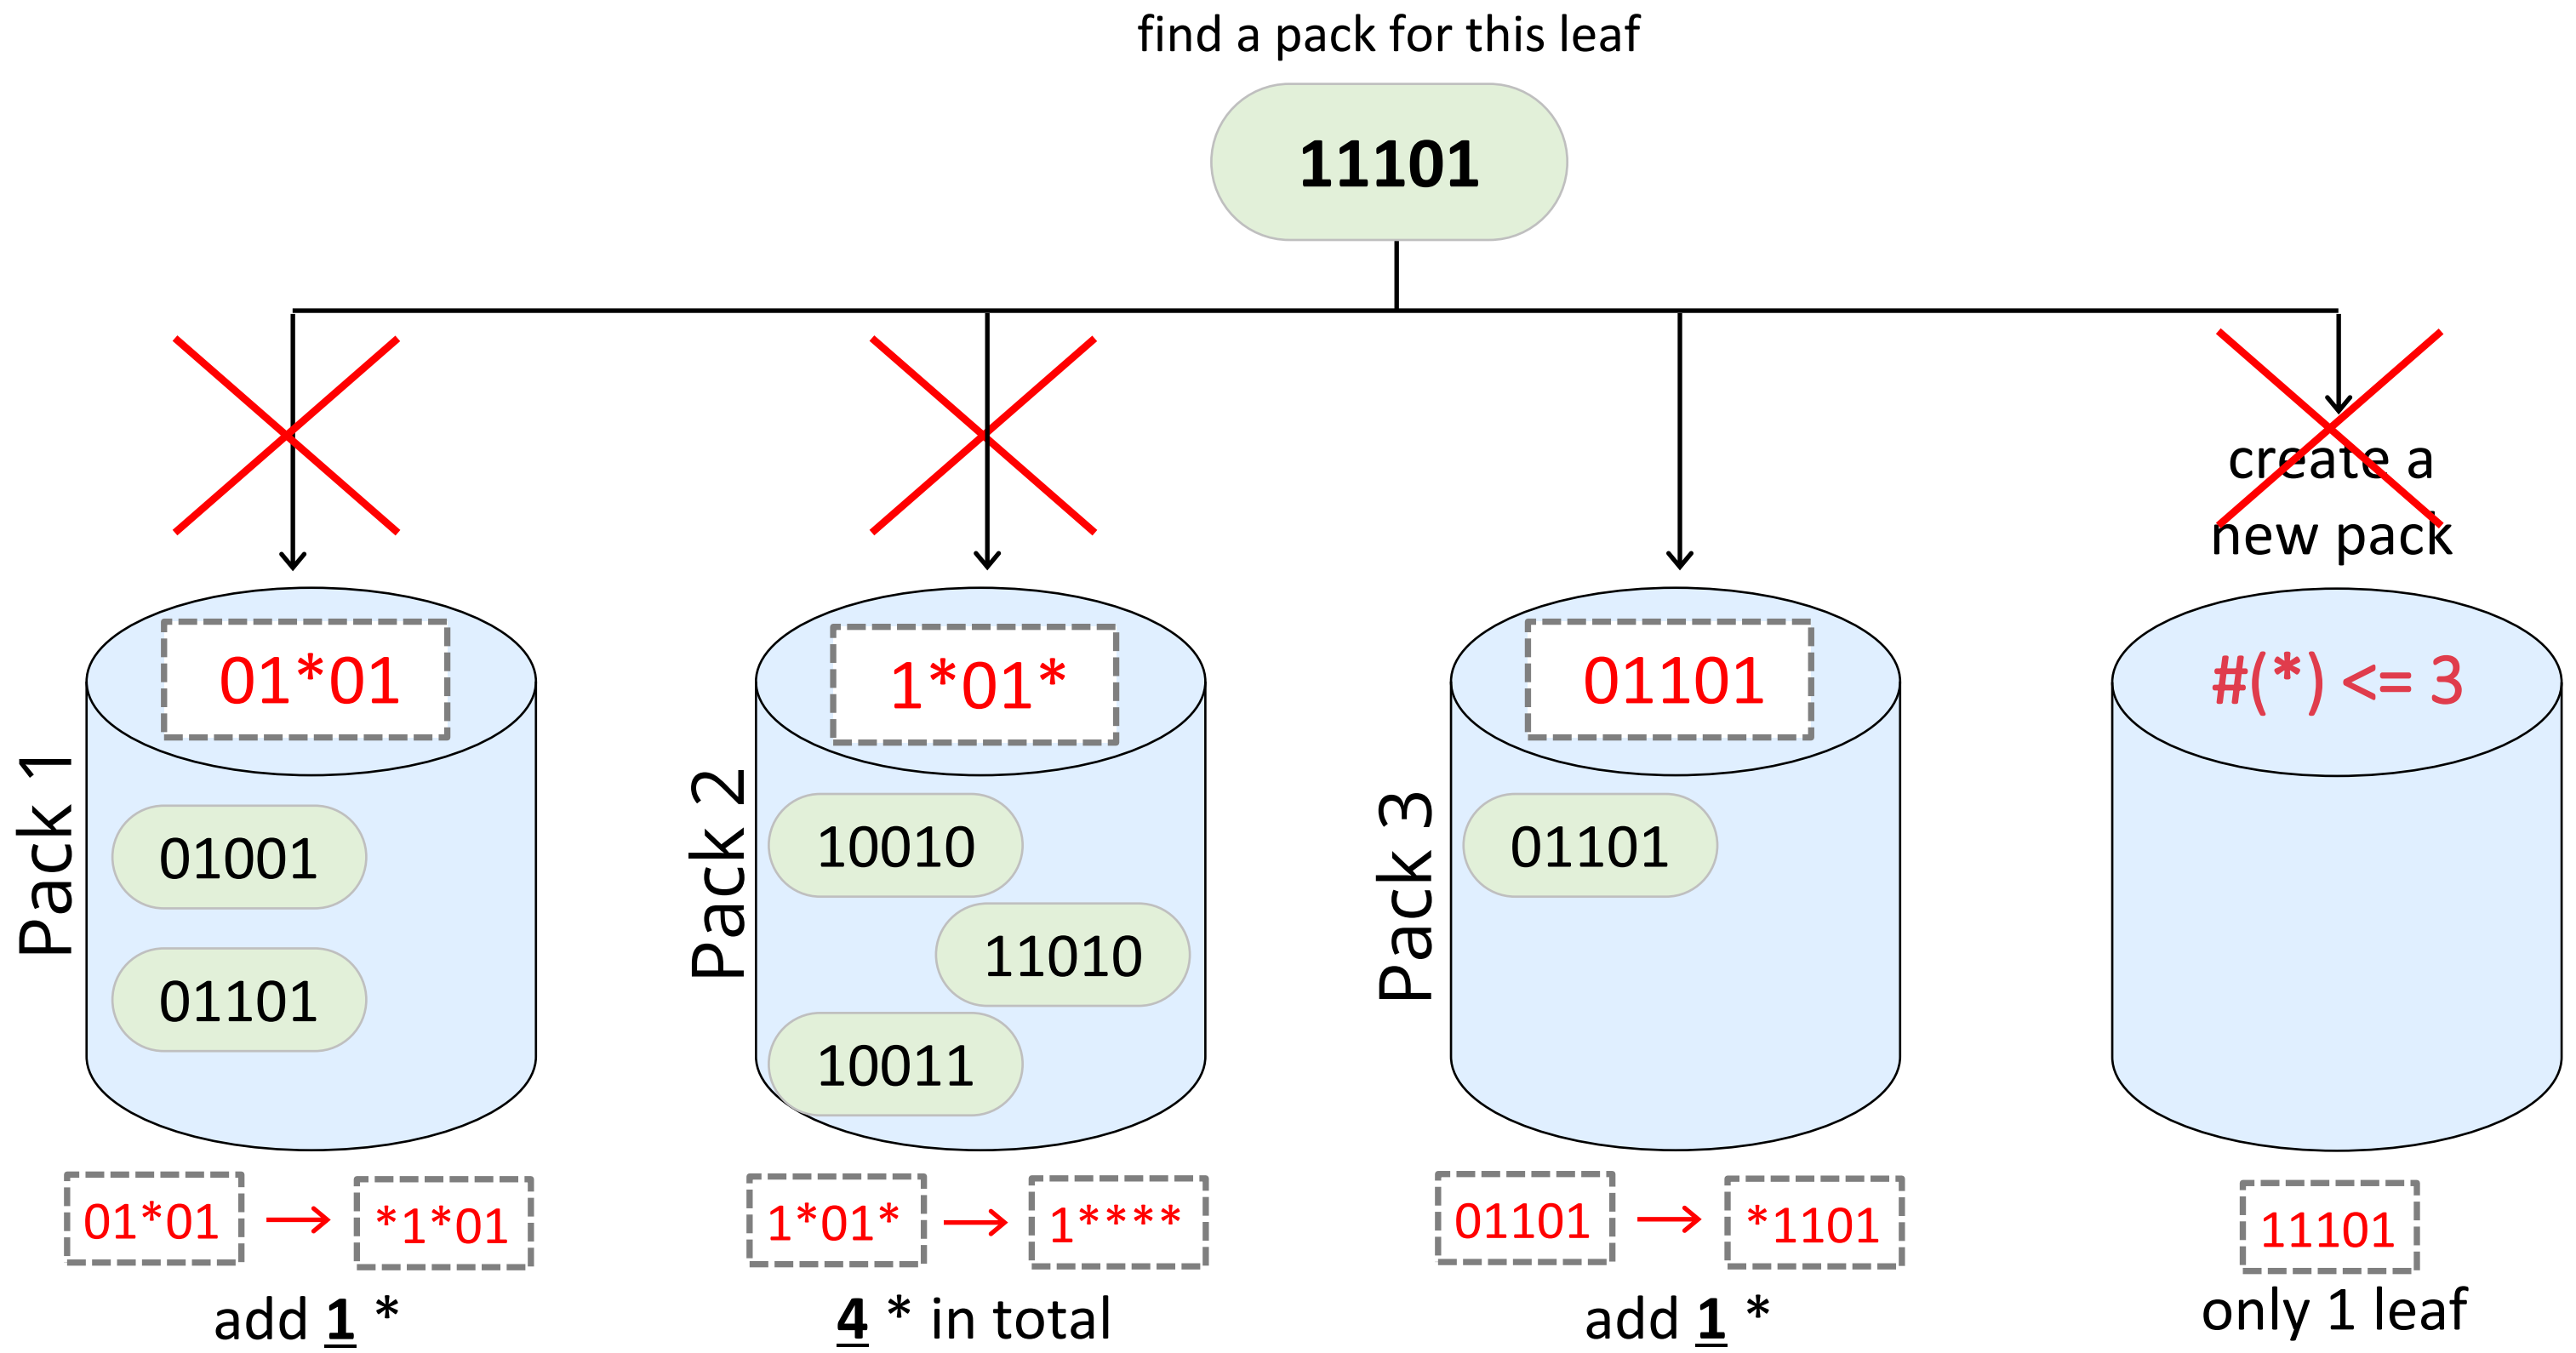 find a pack for this leaf
11101
create a
new pack
Pack 1
01*01
01001
01101
01*01
*1*01
add 1 *
Pack 2
1*01*
10010
11010
10011
1*01*
1****
4 * in total
Pack 3
01101
01101
01101
*1101
add 1 *
#(*) <= 3
11101
only 1 leaf